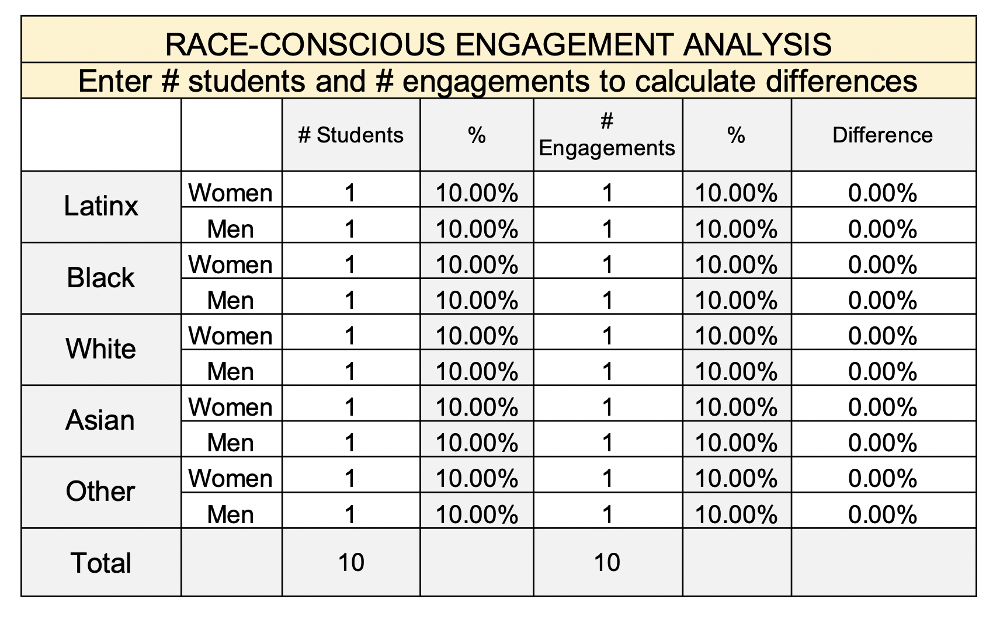 RACE-CONSCIOUS ENGAGEMENT ANALYSIS
Enter # students and # engagements to calculate differences
# Students % # Engagements % Difference
Latinx Women 1 10.00% 1 10.00% 0.00%
Men 1 10.00% 1 10.00% 0.00%
Black Women 1 10.00% 1 10.00% 0.00%
Men 1 10.00% 1 10.00% 0.00%
White Women 1 10.00% 1 10.00% 0.00%
Men 1 10.00% 1 10.00% 0.00%
Asian Women 1 10.00% 1 10.00% 0.00%
Men 1 10.00% 1 10.00% 0.00%
Other Women 1 10.00% 1 10.00% 0.00%
Men 1 10.00% 1 10.00% 0.00%
Total 10 10